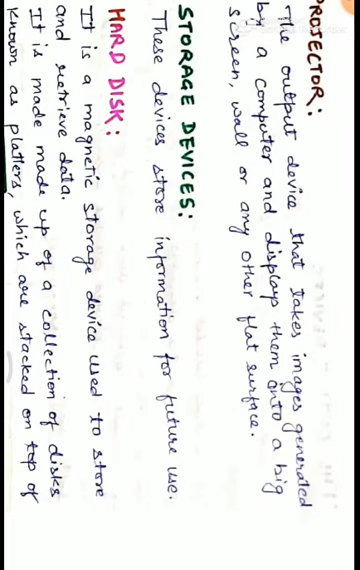 PROJECTOR:
The output device that takes images generated
by a computer and displays them onto a big
screen, wall or any other flat surface.
STORAGE DEVICES:
These devices store information for future use.
HARD DISK:
It is a magnetic storage device used to store
and retrieve data.
It is made made up of a collection of disks
known as platters, which are stacked on top of